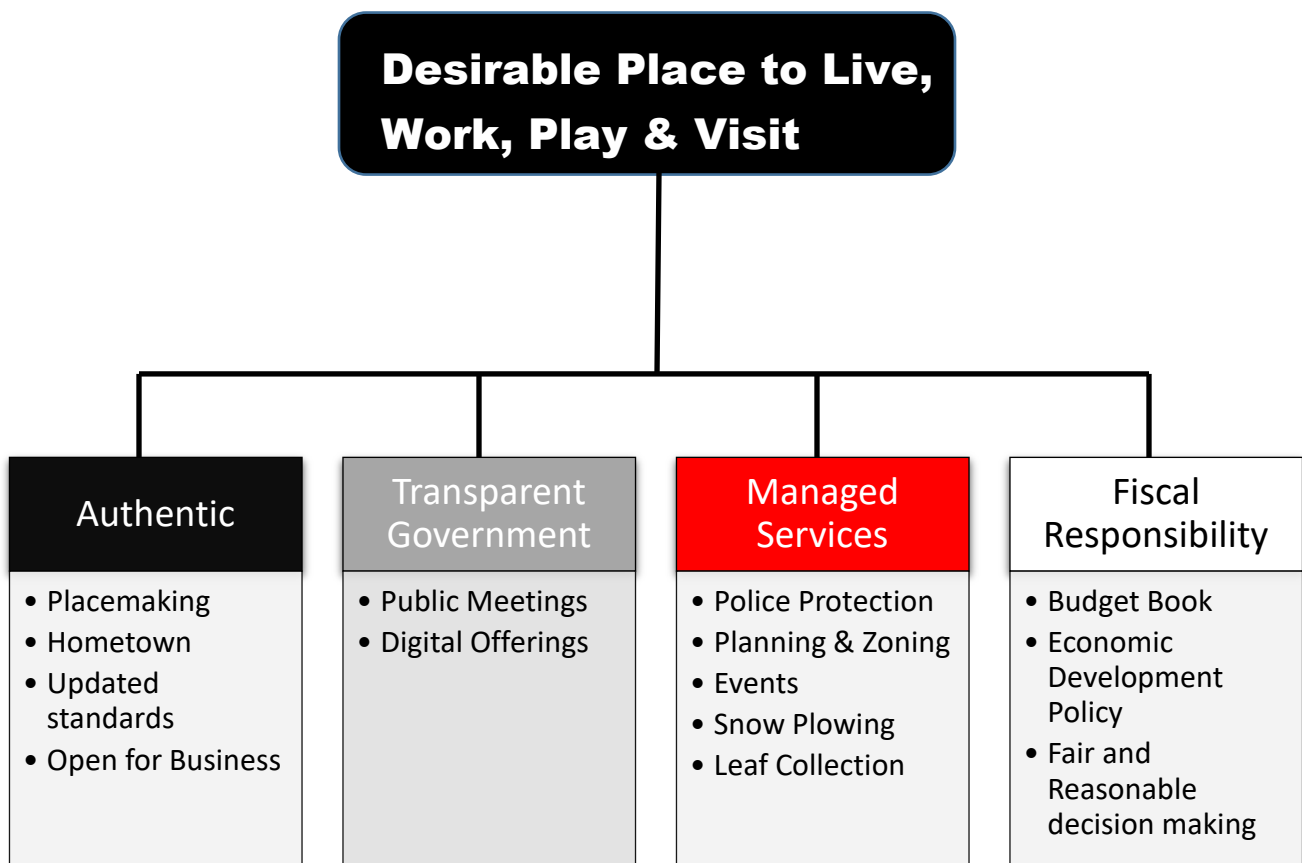 Desirable Place to Live,
Work, Play & Visit
Authentic
• Placemaking
• Hometown
• Updated
standards
• Open for Business
Transparent
Government
• Public Meetings
• Digital Offerings
Managed
Services
• Police Protection
• Planning & Zoning
• Events
• Snow Plowing
• Leaf Collection
Fiscal
Responsibility
• Budget Book
• Economic
Development
Policy
• Fair and
Reasonable
decision making